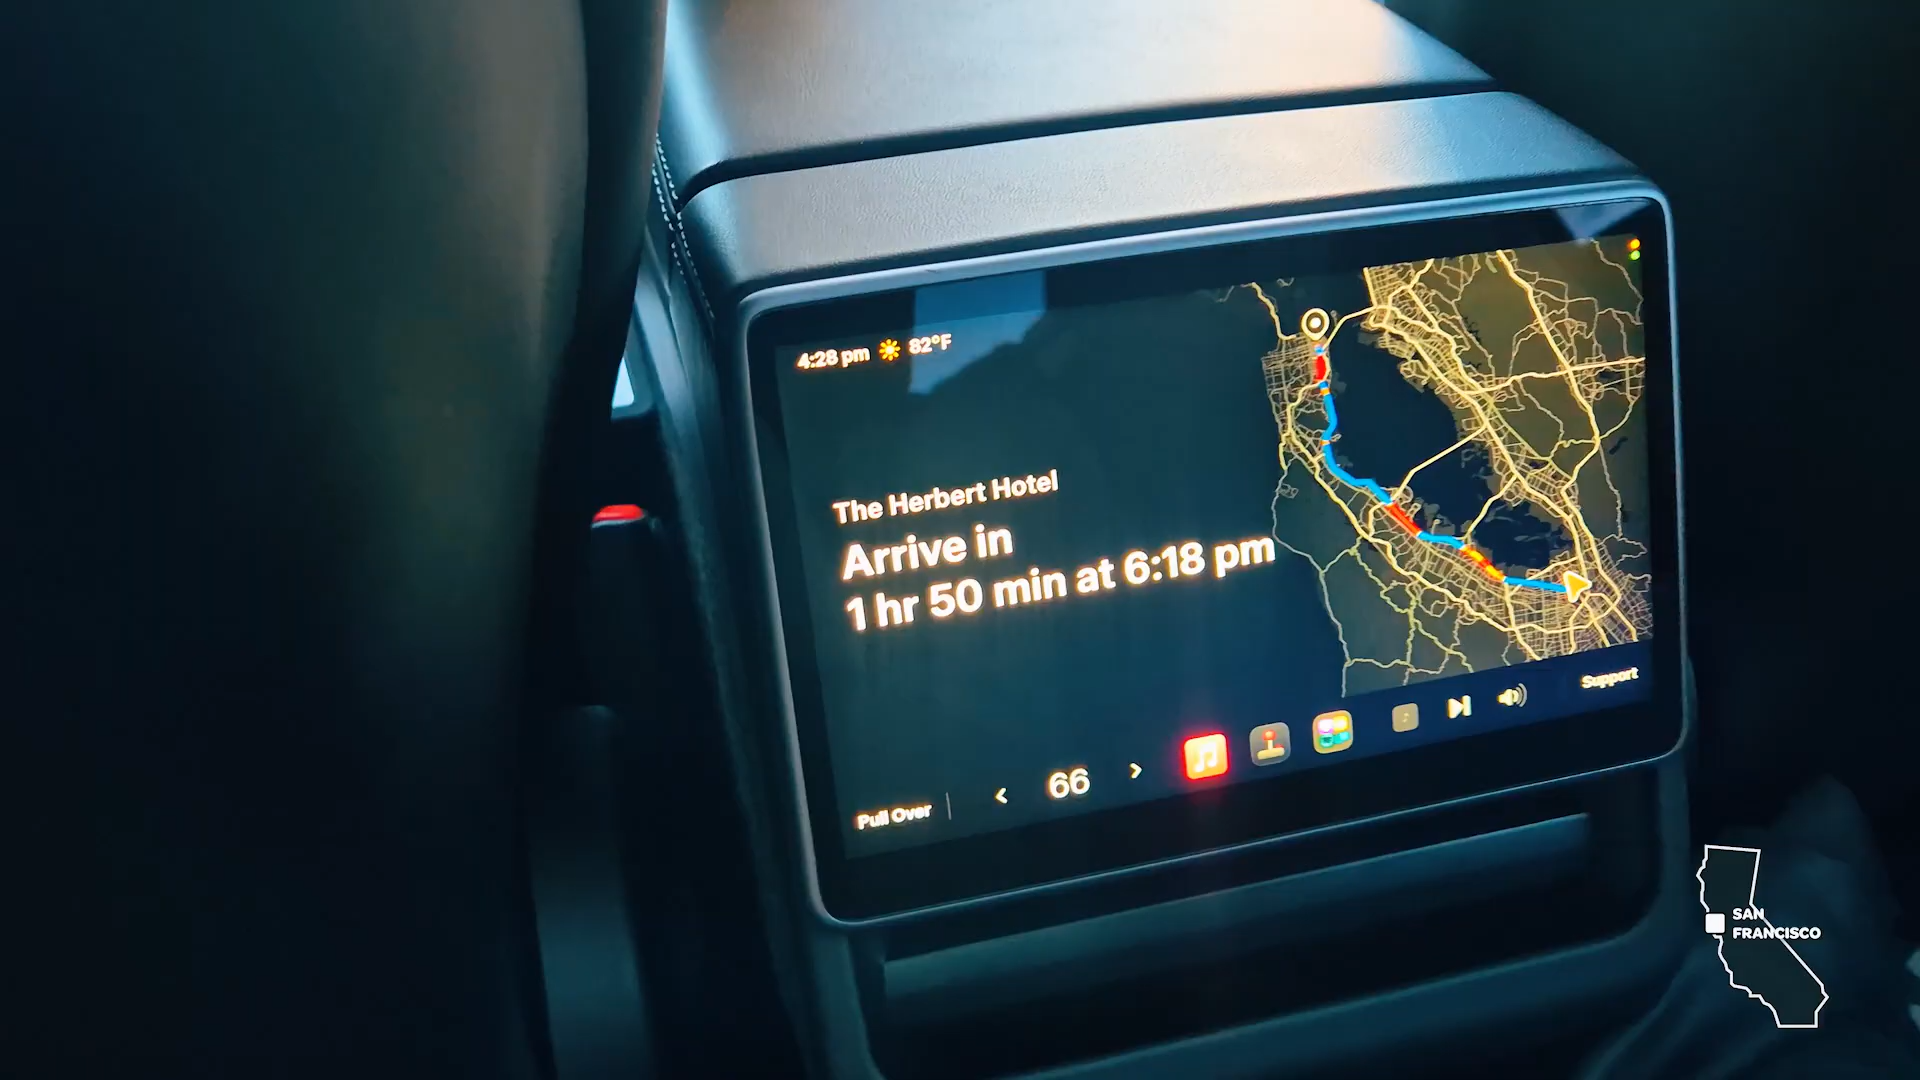 4:28 pm 82°F
The Herbert Hotel
Arrive in
1 hr 50 min at 6:18 pm
Support
Pull Over
< 66 >
SAN
FRANCISCO